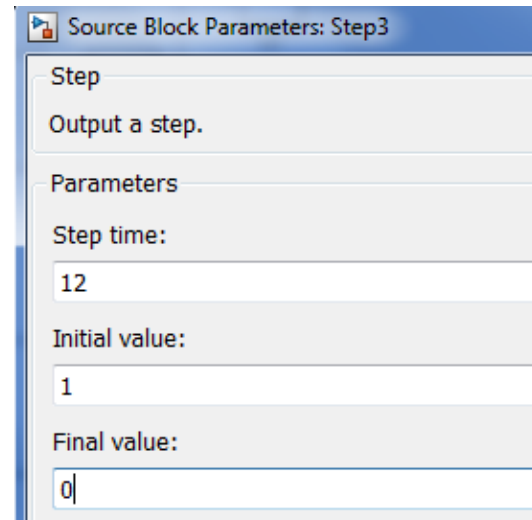 Source Block Parameters: Step3
Step
Output a step.
Parameters
Step time:
12
Initial value:
1
Final value:
0